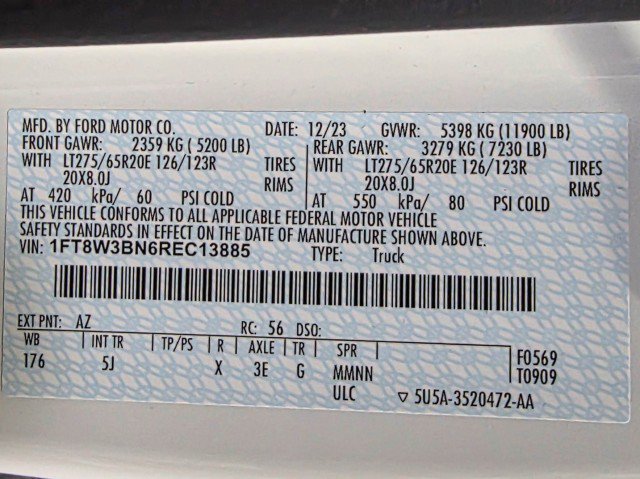 MFD. BY FORD MOTOR CO. DATE: 12/23 GVWR: 5398 KG (11900 LB)
FRONT GAWR: 2359 KG ( 5200 LB) REAR GAWR: 3279 KG ( 7230 LB)
WITH LT275/65R20E 126/123R TIRES WITH LT275/65R20E 126/123R TIRES
20X8.0J RIMS 20X8.0J RIMS
AT 420 kPa/ 60 PSI COLD AT 550 kPa/ 80 PSI COLD
THIS VEHICLE CONFORMS TO ALL APPLICABLE FEDERAL MOTOR VEHICLE
SAFETY STANDARDS IN EFFECT ON THE DATE OF MANUFACTURE SHOWN ABOVE.
VIN: 1FT8W3BN6REC13885 TYPE: Truck
EXT PNT: AZ RC: 56 DSO:
WB INT TR TP/PS R AXLE TR SPR F0569
176 5J X 3E G MMNN T0909
ULC ▽ 5U5A-3520472-AA